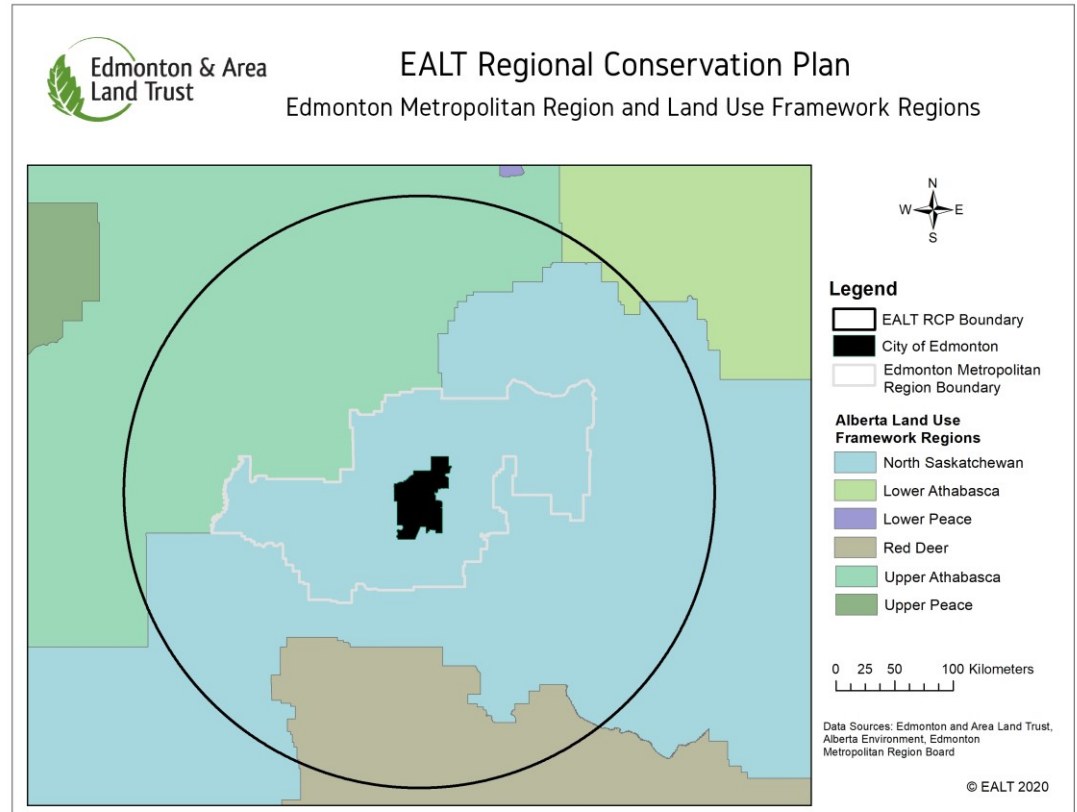 Edmonton & Area
Land Trust
EALT Regional Conservation Plan
Edmonton Metropolitan Region and Land Use Framework Regions
N
W E
S
Legend
EALT RCP Boundary
City of Edmonton
Edmonton Metropolitan
Region Boundary
Alberta Land Use
Framework Regions
North Saskatchewan
Lower Athabasca
Lower Peace
Red Deer
Upper Athabasca
Upper Peace
0 25 50 100 Kilometers
Data Sources: Edmonton and Area Land Trust,
Alberta Environment, Edmonton
Metropolitan Region Board
© EALT 2020